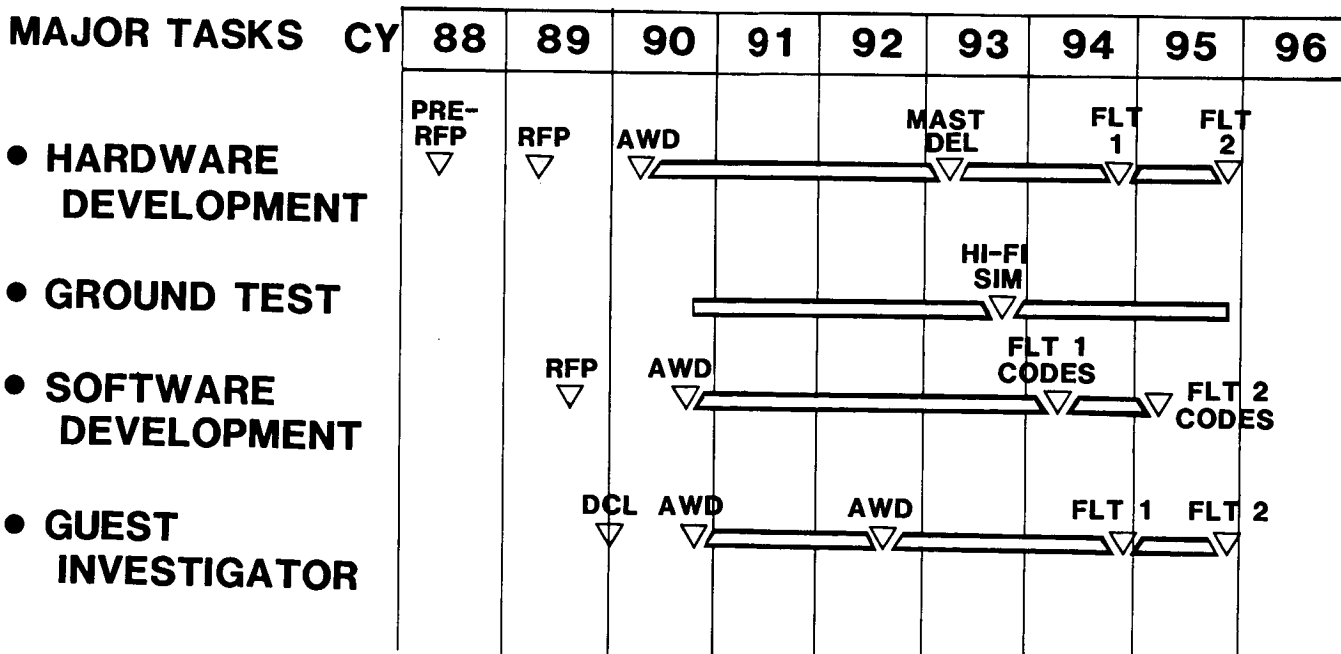 MAJOR TASKS CY 88 89 90 91 92 93 94 95 96
PRE-
RFP
RFP
AWD
MAST
DEL
FLT
1
FLT
2
• HARDWARE
DEVELOPMENT
HI-FI
SIM
• GROUND TEST
RFP
AWD
FLT 1
CODES
FLT 2
CODES
• SOFTWARE
DEVELOPMENT
DCL
AWD
AWD
FLT 1
FLT 2
• GUEST
INVESTIGATOR